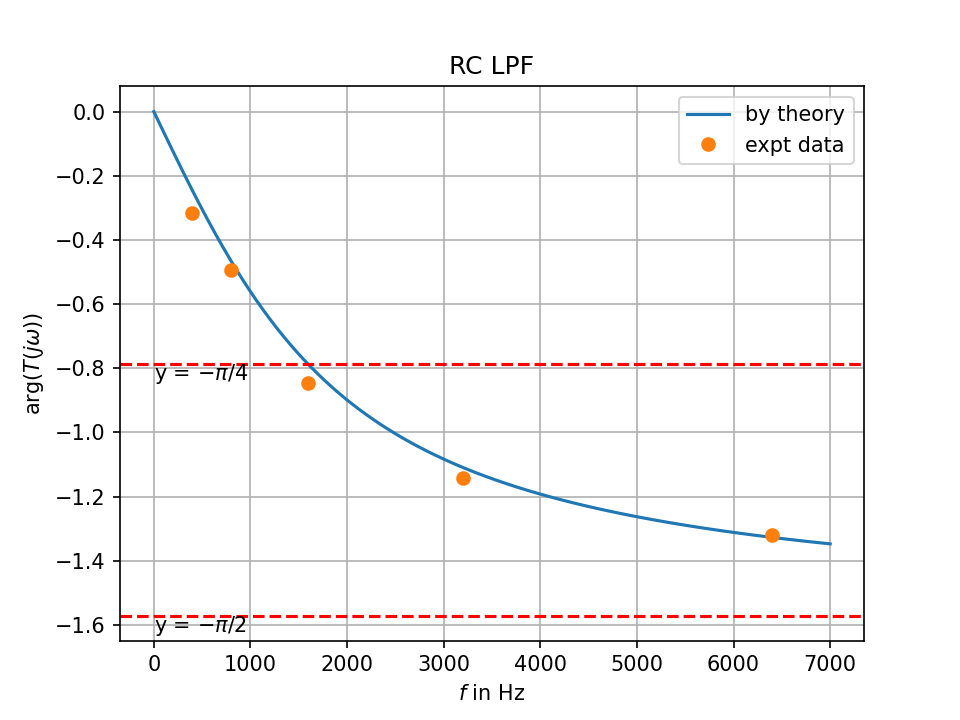 RC LPF
by theory
expt data
0.0
−0.2
−0.4
−0.6
−0.8
−1.0
−1.2
−1.4
−1.6
arg(T(jω))
y = −π/4
y = −π/2
0 1000 2000 3000 4000 5000 6000 7000
f in Hz